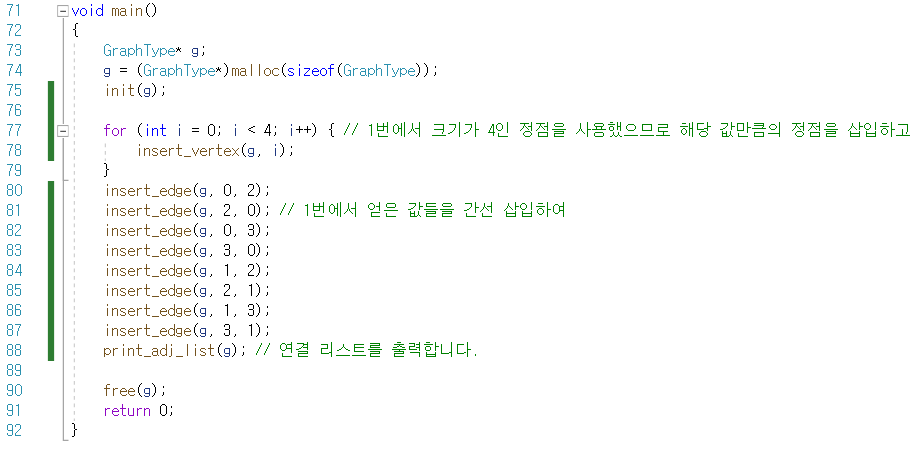 71 void main()
72 {
73 GraphType* g;
74 g = (GraphType*)malloc(sizeof(GraphType));
75 init(g);
76
77 for (int i = 0; i < 4; i++) { // 1번에서 크기가 4인 정점을 사용했으므로 해당 값만큼의 정점을 삽입하고
78 insert_vertex(g, i);
79 }
80 insert_edge(g, 0, 2);
81 insert_edge(g, 2, 0); // 1번에서 얻은 값들을 간선 삽입하여
82 insert_edge(g, 0, 3);
83 insert_edge(g, 3, 0);
84 insert_edge(g, 1, 2);
85 insert_edge(g, 2, 1);
86 insert_edge(g, 1, 3);
87 insert_edge(g, 3, 1);
88 print_adj_list(g); // 연결 리스트를 출력합니다.
89
90 free(g);
91 return 0;
92 }